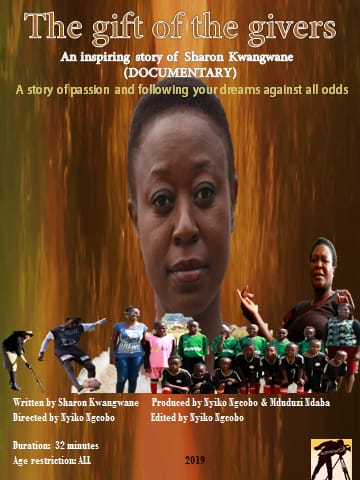 The gift of the givers
An inspiring story of Sharon Kwangwane
(DOCUMENTARY)
A story of passion and following your dreams against all odds
Written by Sharon Kwangwane Produced by Nyiko Ngcobo & Mduduzi Ndaba
Directed by Nyiko Ngcobo Edited by Nyiko Ngcobo
Duration: 32 minutes
Age restriction: ALL 2019